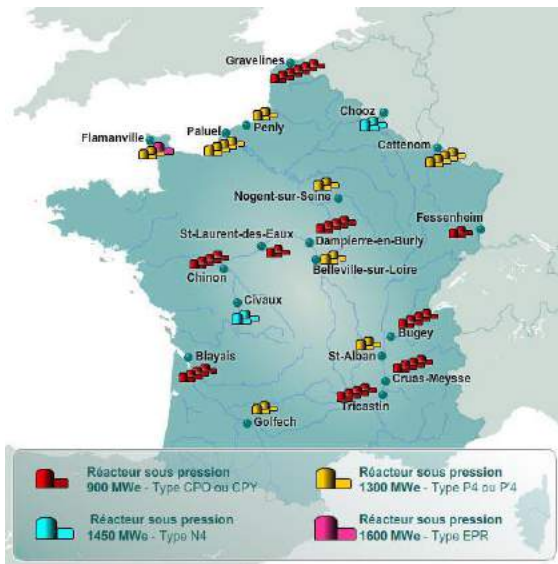 Gravelines
Chooz
Penly
Paluel
Flamanville
Cattenom
Nogent-sur-Seine
Fessenheim
St-Laurent-des-Eaux
Dampierre-en-Burly
Belleville-sur-Loire
Chinon
Civaux
Bugey
Blayais
St-Alban
Cruas-Meysse
Tricastin
Golfech
Réacteur sous pression
900 MWe - Type CPO ou CPY
Réacteur sous pression
1300 MWe - Type P4 ou P'4
Réacteur sous pression
1450 MWe - Type N4
Réacteur sous pression
1600 MWe - Type EPR